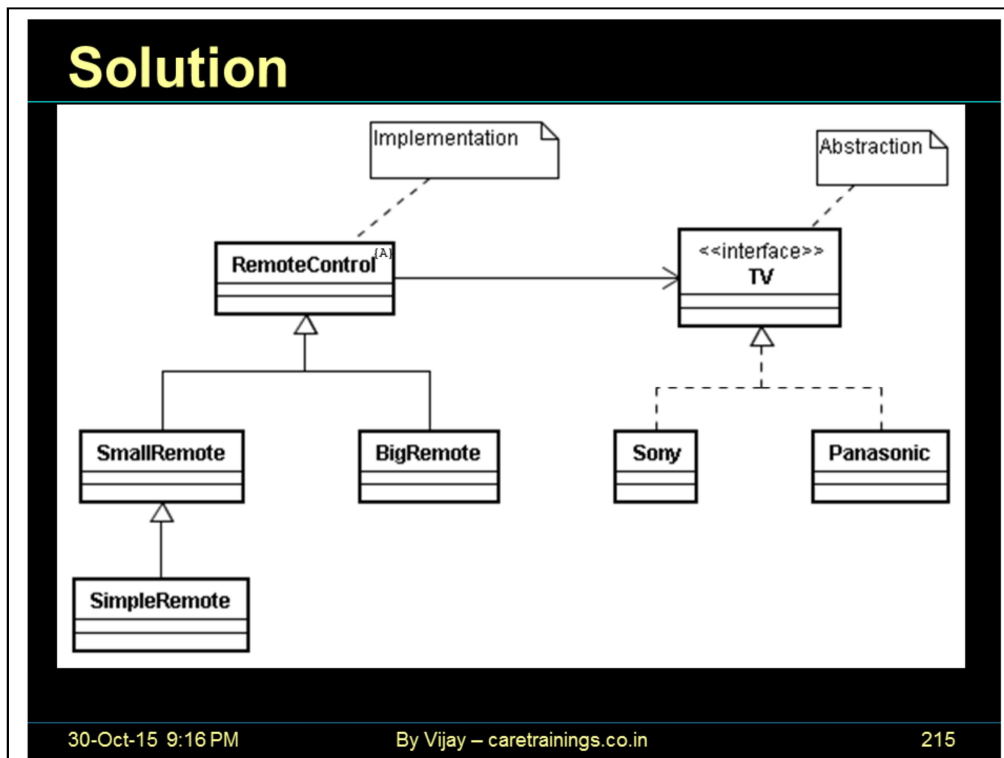 Solution
Implementation
Abstraction
RemoteControl {A}
<<interface>>
TV
SmallRemote
BigRemote
Sony
Panasonic
SimpleRemote
30-Oct-15 9:16 PM
By Vijay – caretrainings.co.in
215